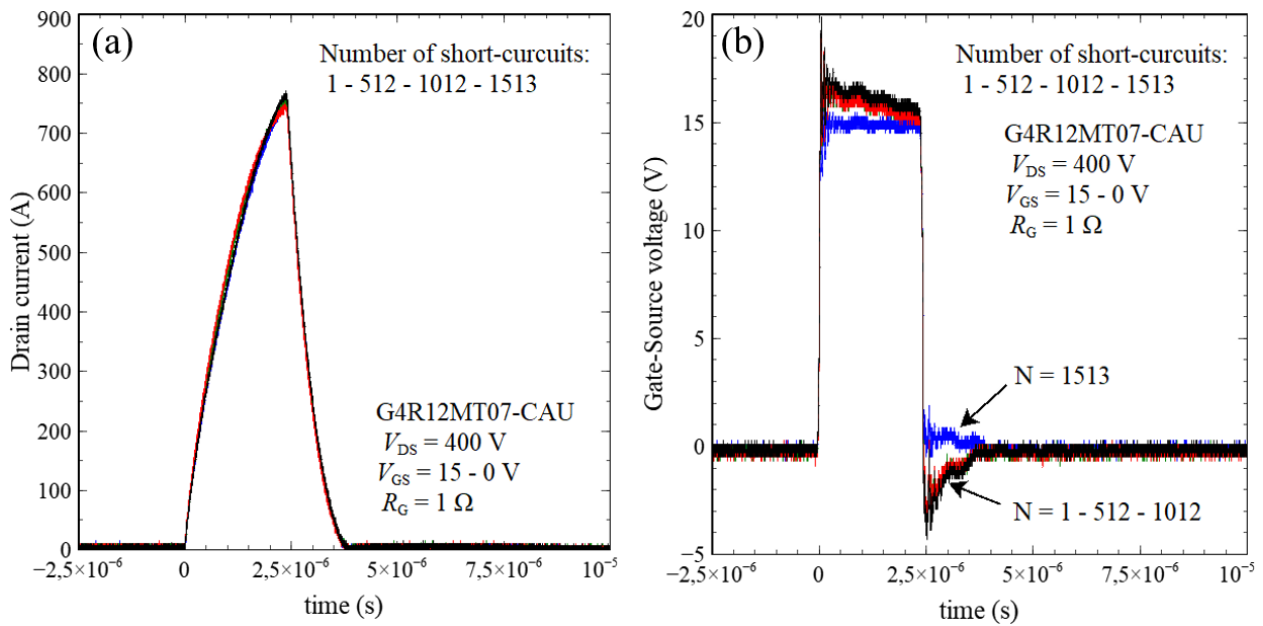 (a)
Number of short-curcuits:
1 - 512 - 1012 - 1513
G4R12MT07-CAU
V_DS = 400 V
V_GS = 15 - 0 V
R_G = 1 Ω
Drain current (A)
900
800
700
600
500
400
300
200
100
0
−2,5×10⁻⁶ 0 2,5×10⁻⁶ 5×10⁻⁶ 7,5×10⁻⁶ 10⁻⁵
time (s)
(b)
Number of short-curcuits:
1 - 512 - 1012 - 1513
G4R12MT07-CAU
V_DS = 400 V
V_GS = 15 - 0 V
R_G = 1 Ω
N = 1513
N = 1 - 512 - 1012
Gate-Source voltage (V)
20
15
10
5
0
−5
−2,5×10⁻⁶ 0 2,5×10⁻⁶ 5×10⁻⁶ 7,5×10⁻⁶ 10⁻⁵
time (s)